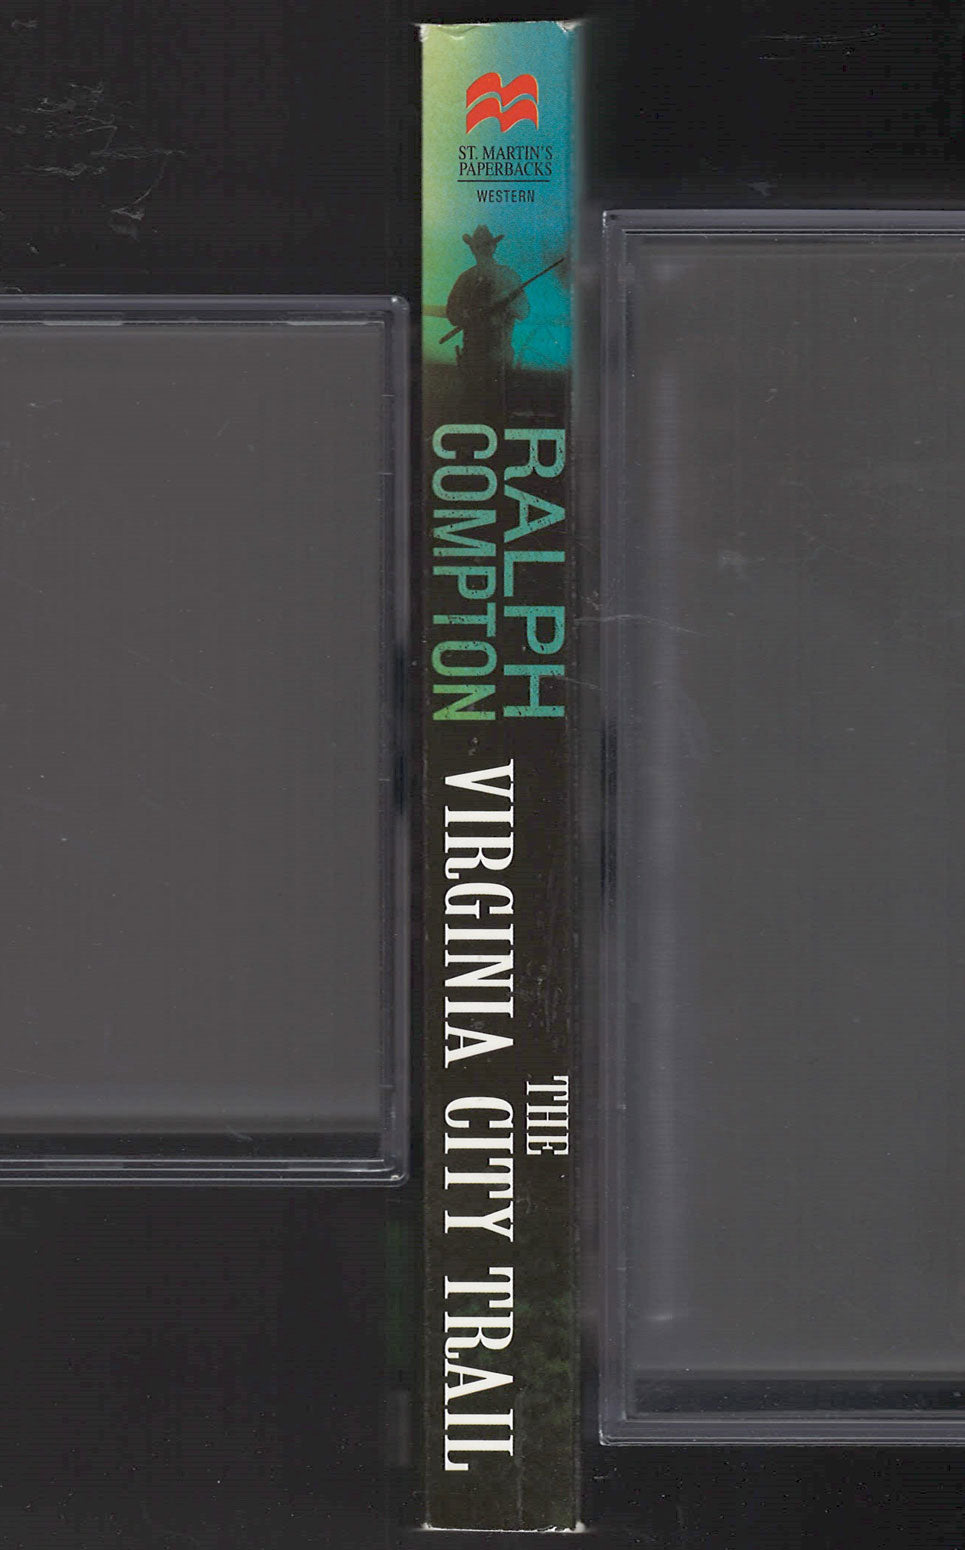 ST. MARTIN'S
PAPERBACKS
WESTERN
RALPH
COMPTON
THE
VIRGINIA CITY TRAIL